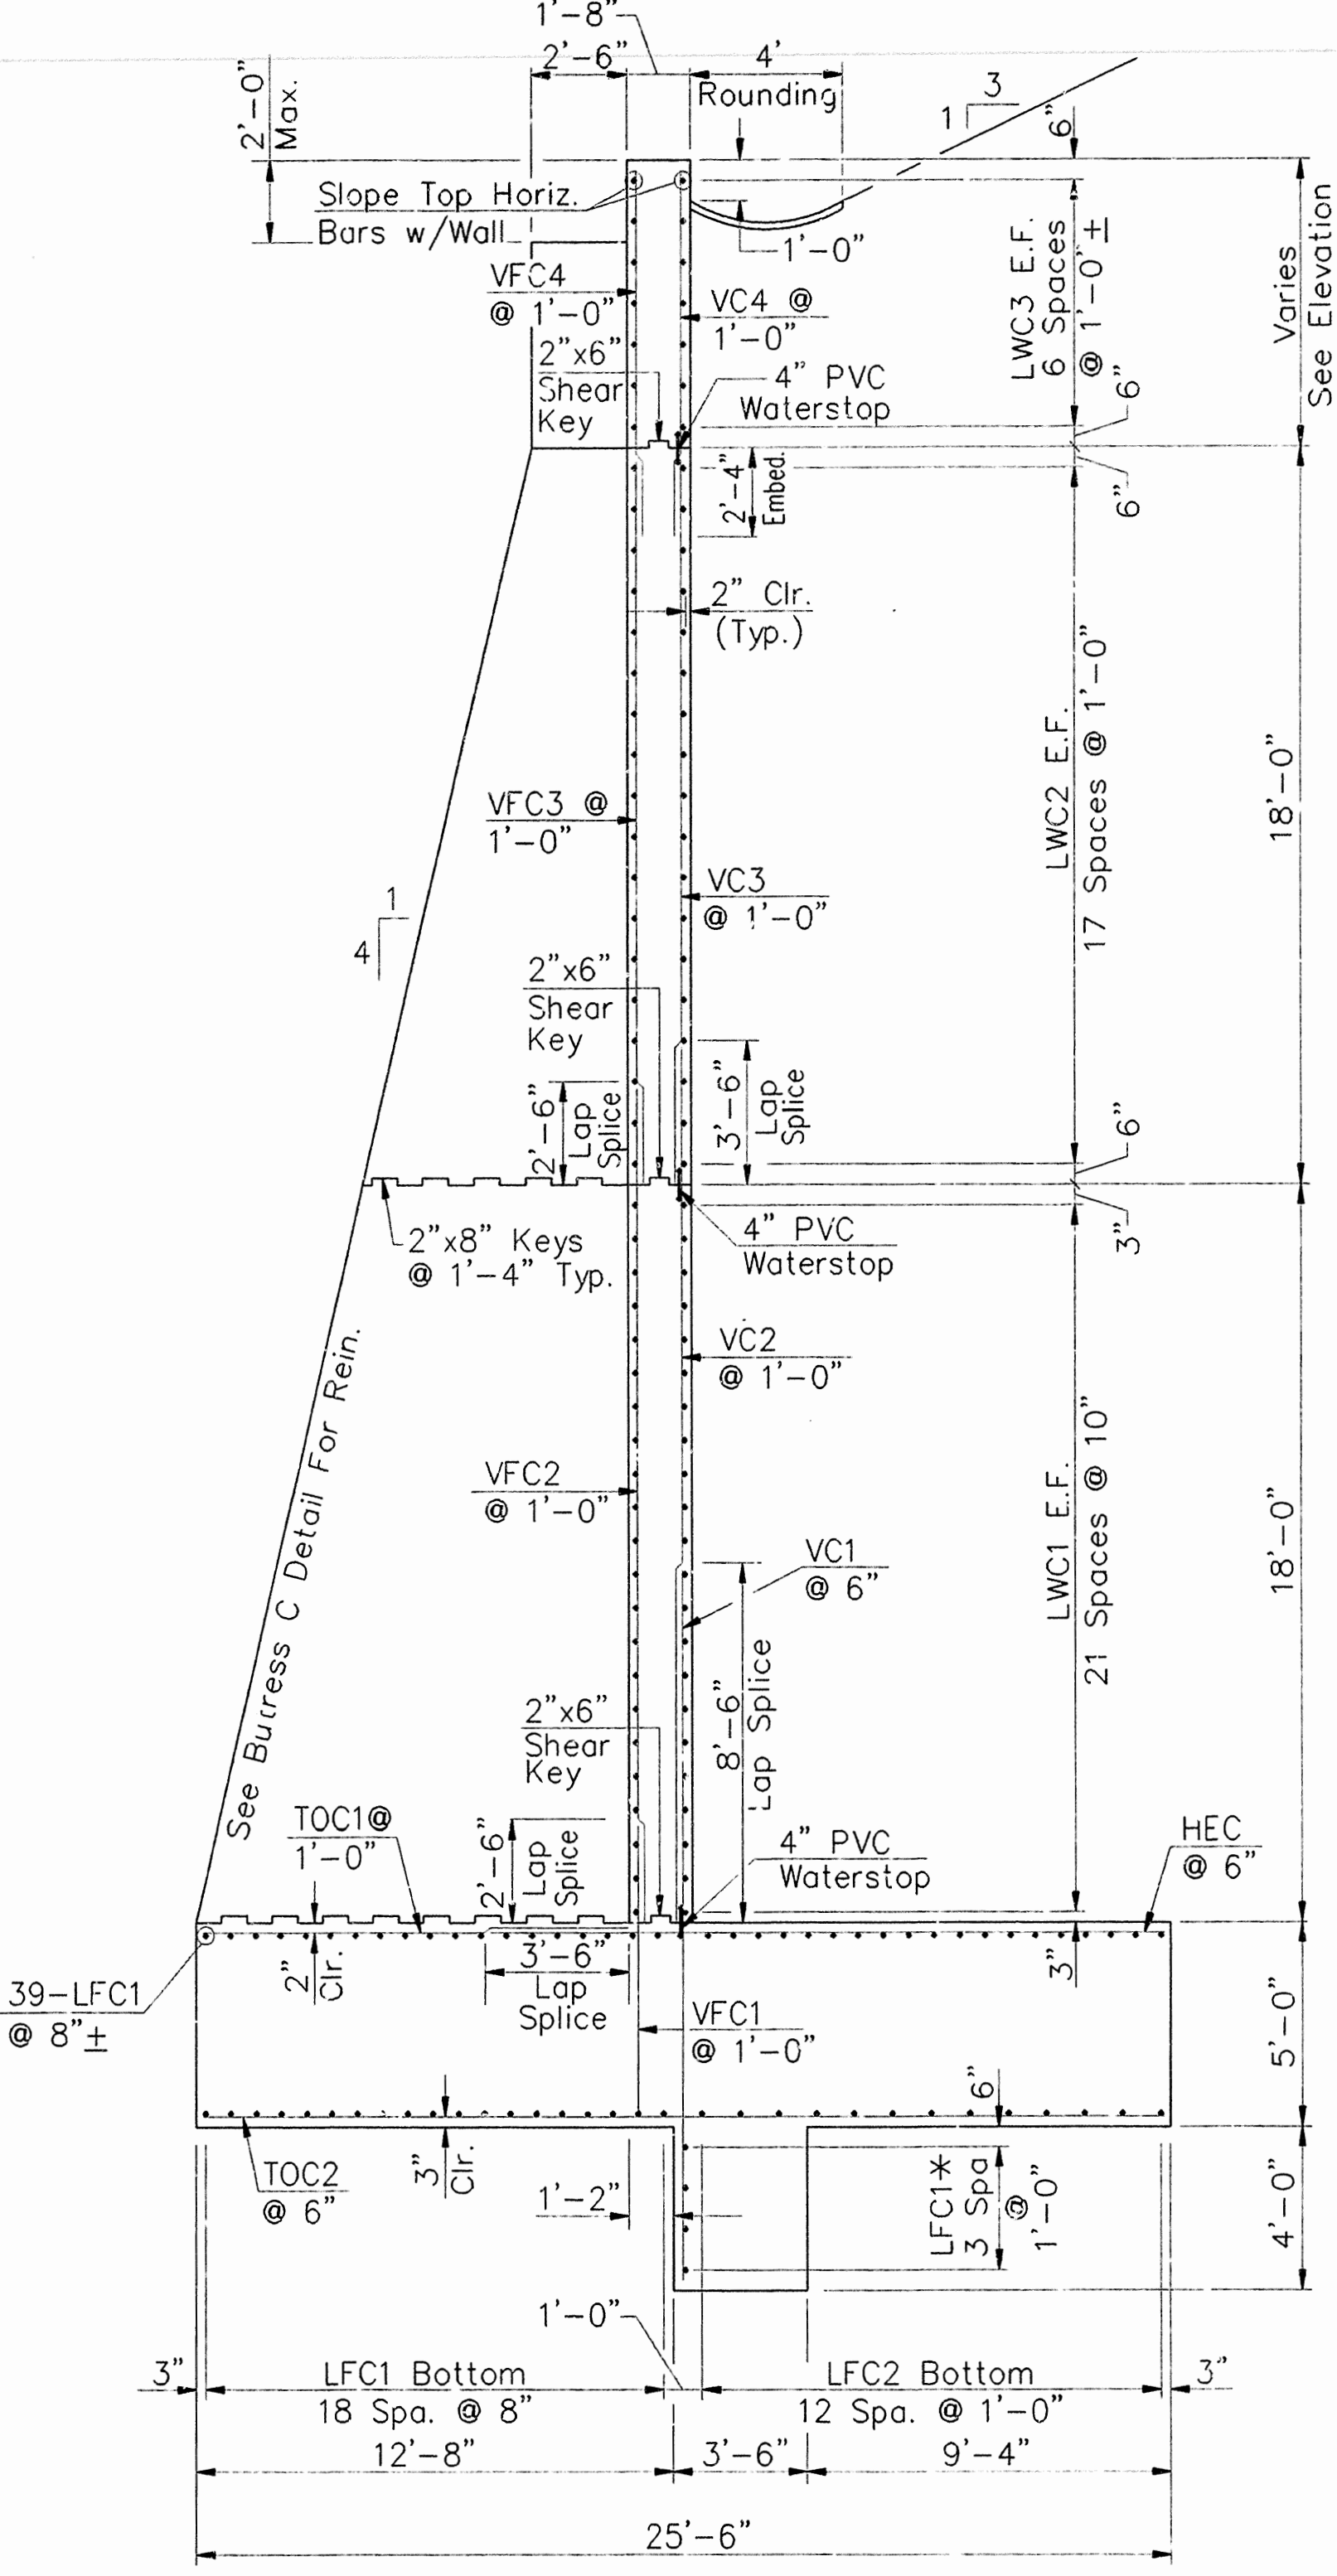 1'-8"
2'-6"
4'
Rounding
3
1
6"
2'-0"
Max.
Slope Top Horiz.
Bars w/Wall
1'-0"
VFC4
@ 1'-0"
VC4 @
1'-0"
LWC3 E.F.
6 Spaces
@ 1'-0"±
Varies
See Elevation
2"x6"
Shear
Key
4" PVC
Waterstop
6"
6"
2'-4"
Embed.
2" Clr.
(Typ.)
LWC2 E.F.
17 Spaces @ 1'-0"
18'-0"
VFC3 @
1'-0"
VC3
@ 1'-0"
1
4
2"x6"
Shear
Key
2'-6"
Lap
Splice
3'-6"
Lap
Splice
6"
3"
2"x8" Keys
@ 1'-4" Typ.
4" PVC
Waterstop
VC2
@ 1'-0"
VFC2
@ 1'-0"
See Butress C Detail For Rein.
VC1
@ 6"
LWC1 E.F.
21 Spaces @ 10"
18'-0"
8'-6"
Lap Splice
2"x6"
Shear
Key
TOC1@
1'-0"
2'-6"
Lap
Splice
4" PVC
Waterstop
HEC
@ 6"
39-LFC1
@ 8"±
2"
Clr.
3'-6"
Lap
Splice
3"
VFC1
@ 1'-0"
5'-0"
6"
TOC2
@ 6"
3"
Clr.
1'-2"
LFC1*
3 Spa
@
1'-0"
4'-0"
1'-0"
3"
LFC1 Bottom
18 Spa. @ 8"
LFC2 Bottom
12 Spa. @ 1'-0"
3"
12'-8"
3'-6"
9'-4"
25'-6"